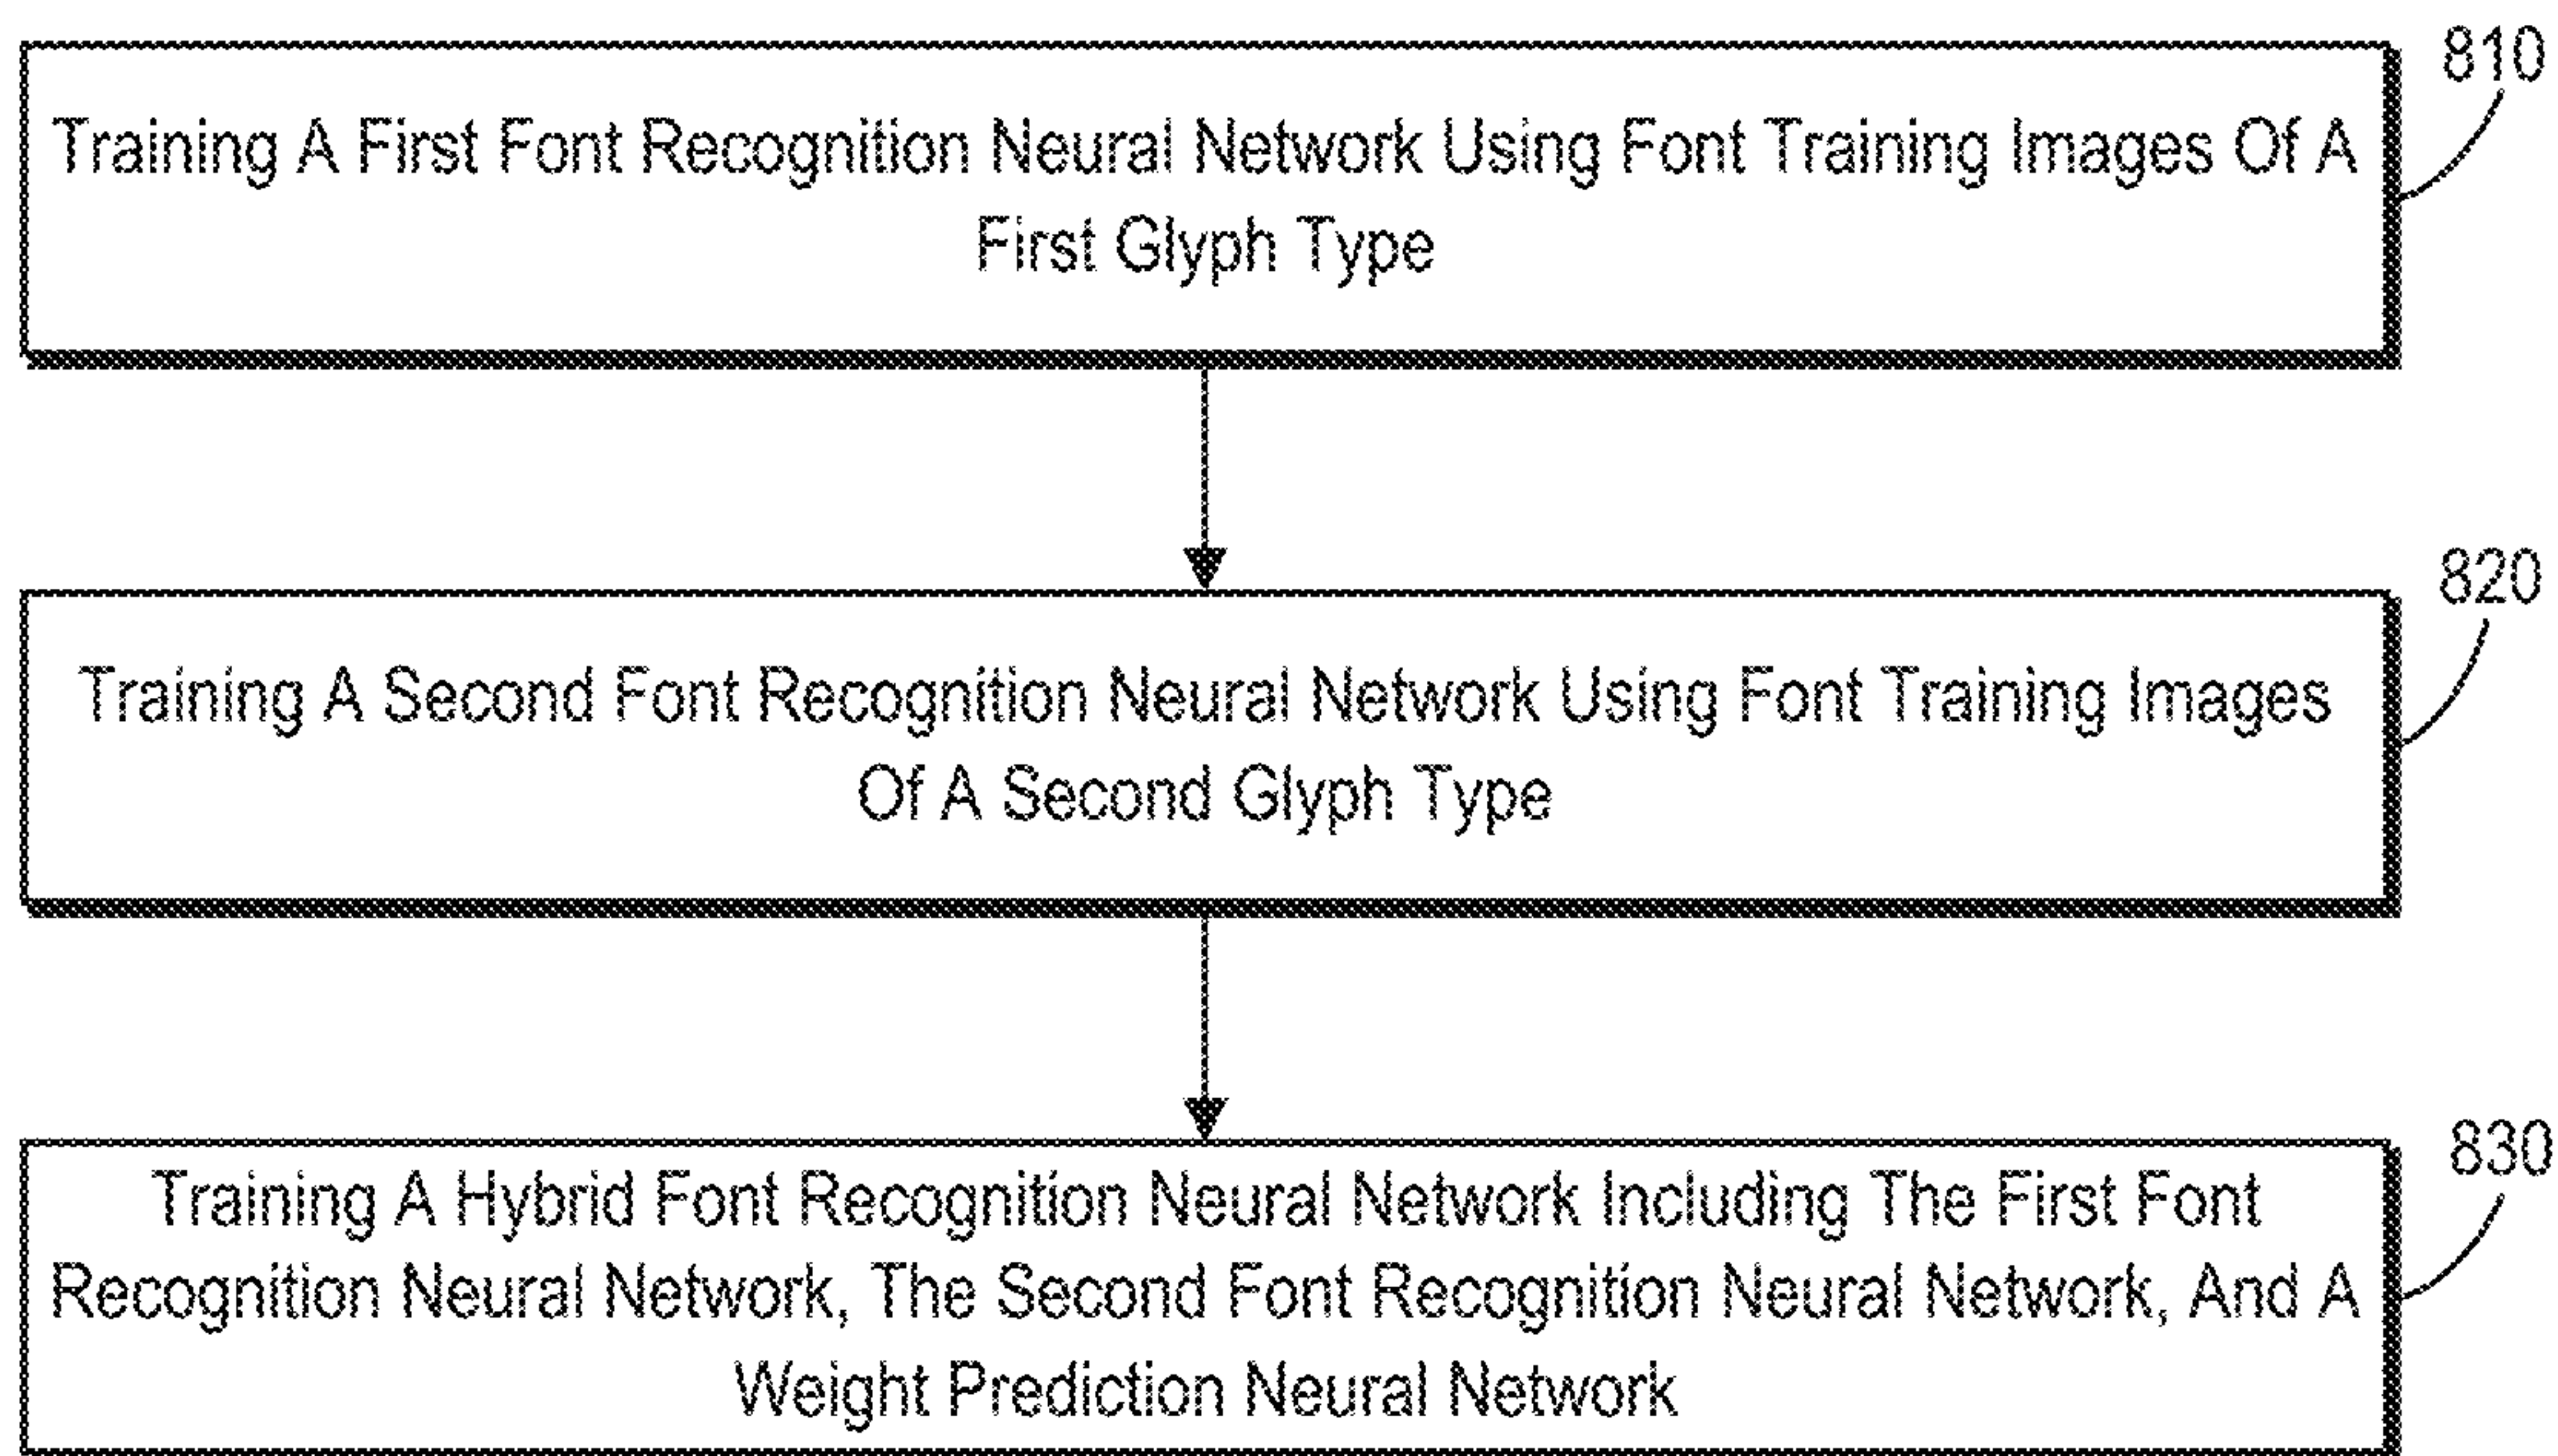 810
Training A First Font Recognition Neural Network Using Font Training Images Of A
First Glyph Type
820
Training A Second Font Recognition Neural Network Using Font Training Images
Of A Second Glyph Type
830
Training A Hybrid Font Recognition Neural Network Including The First Font
Recognition Neural Network, The Second Font Recognition Neural Network, And A
Weight Prediction Neural Network